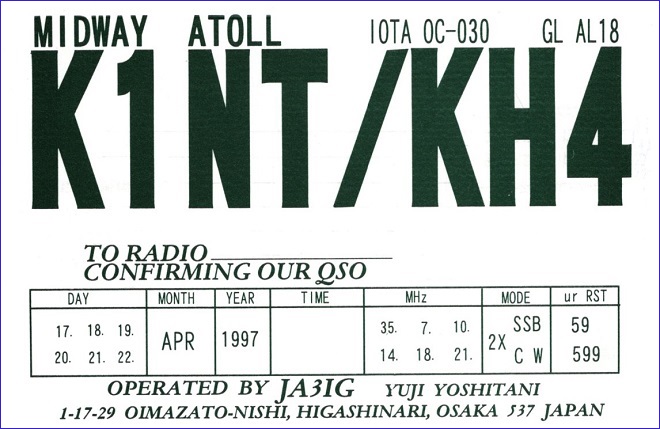 MIDWAY ATOLL IOTA OC-030 GL AL18
K1NT/KH4
TO RADIO
CONFIRMING OUR QSO
DAY MONTH YEAR TIME MHz MODE ur RST
17. 18. 19. APR 1997 35. 7. 10. 2X SSB 59
20. 21. 22. 14. 18. 21. CW 599
OPERATED BY JA3IG YUJI YOSHITANI
1-17-29 OIMAZATO-NISHI, HIGASHINARI, OSAKA 537 JAPAN